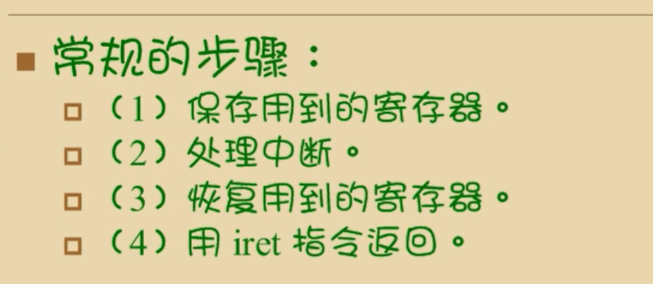 常规的步骤：
（1）保存用到的寄存器。
（2）处理中断。
（3）恢复用到的寄存器。
（4）用 iret 指令返回。